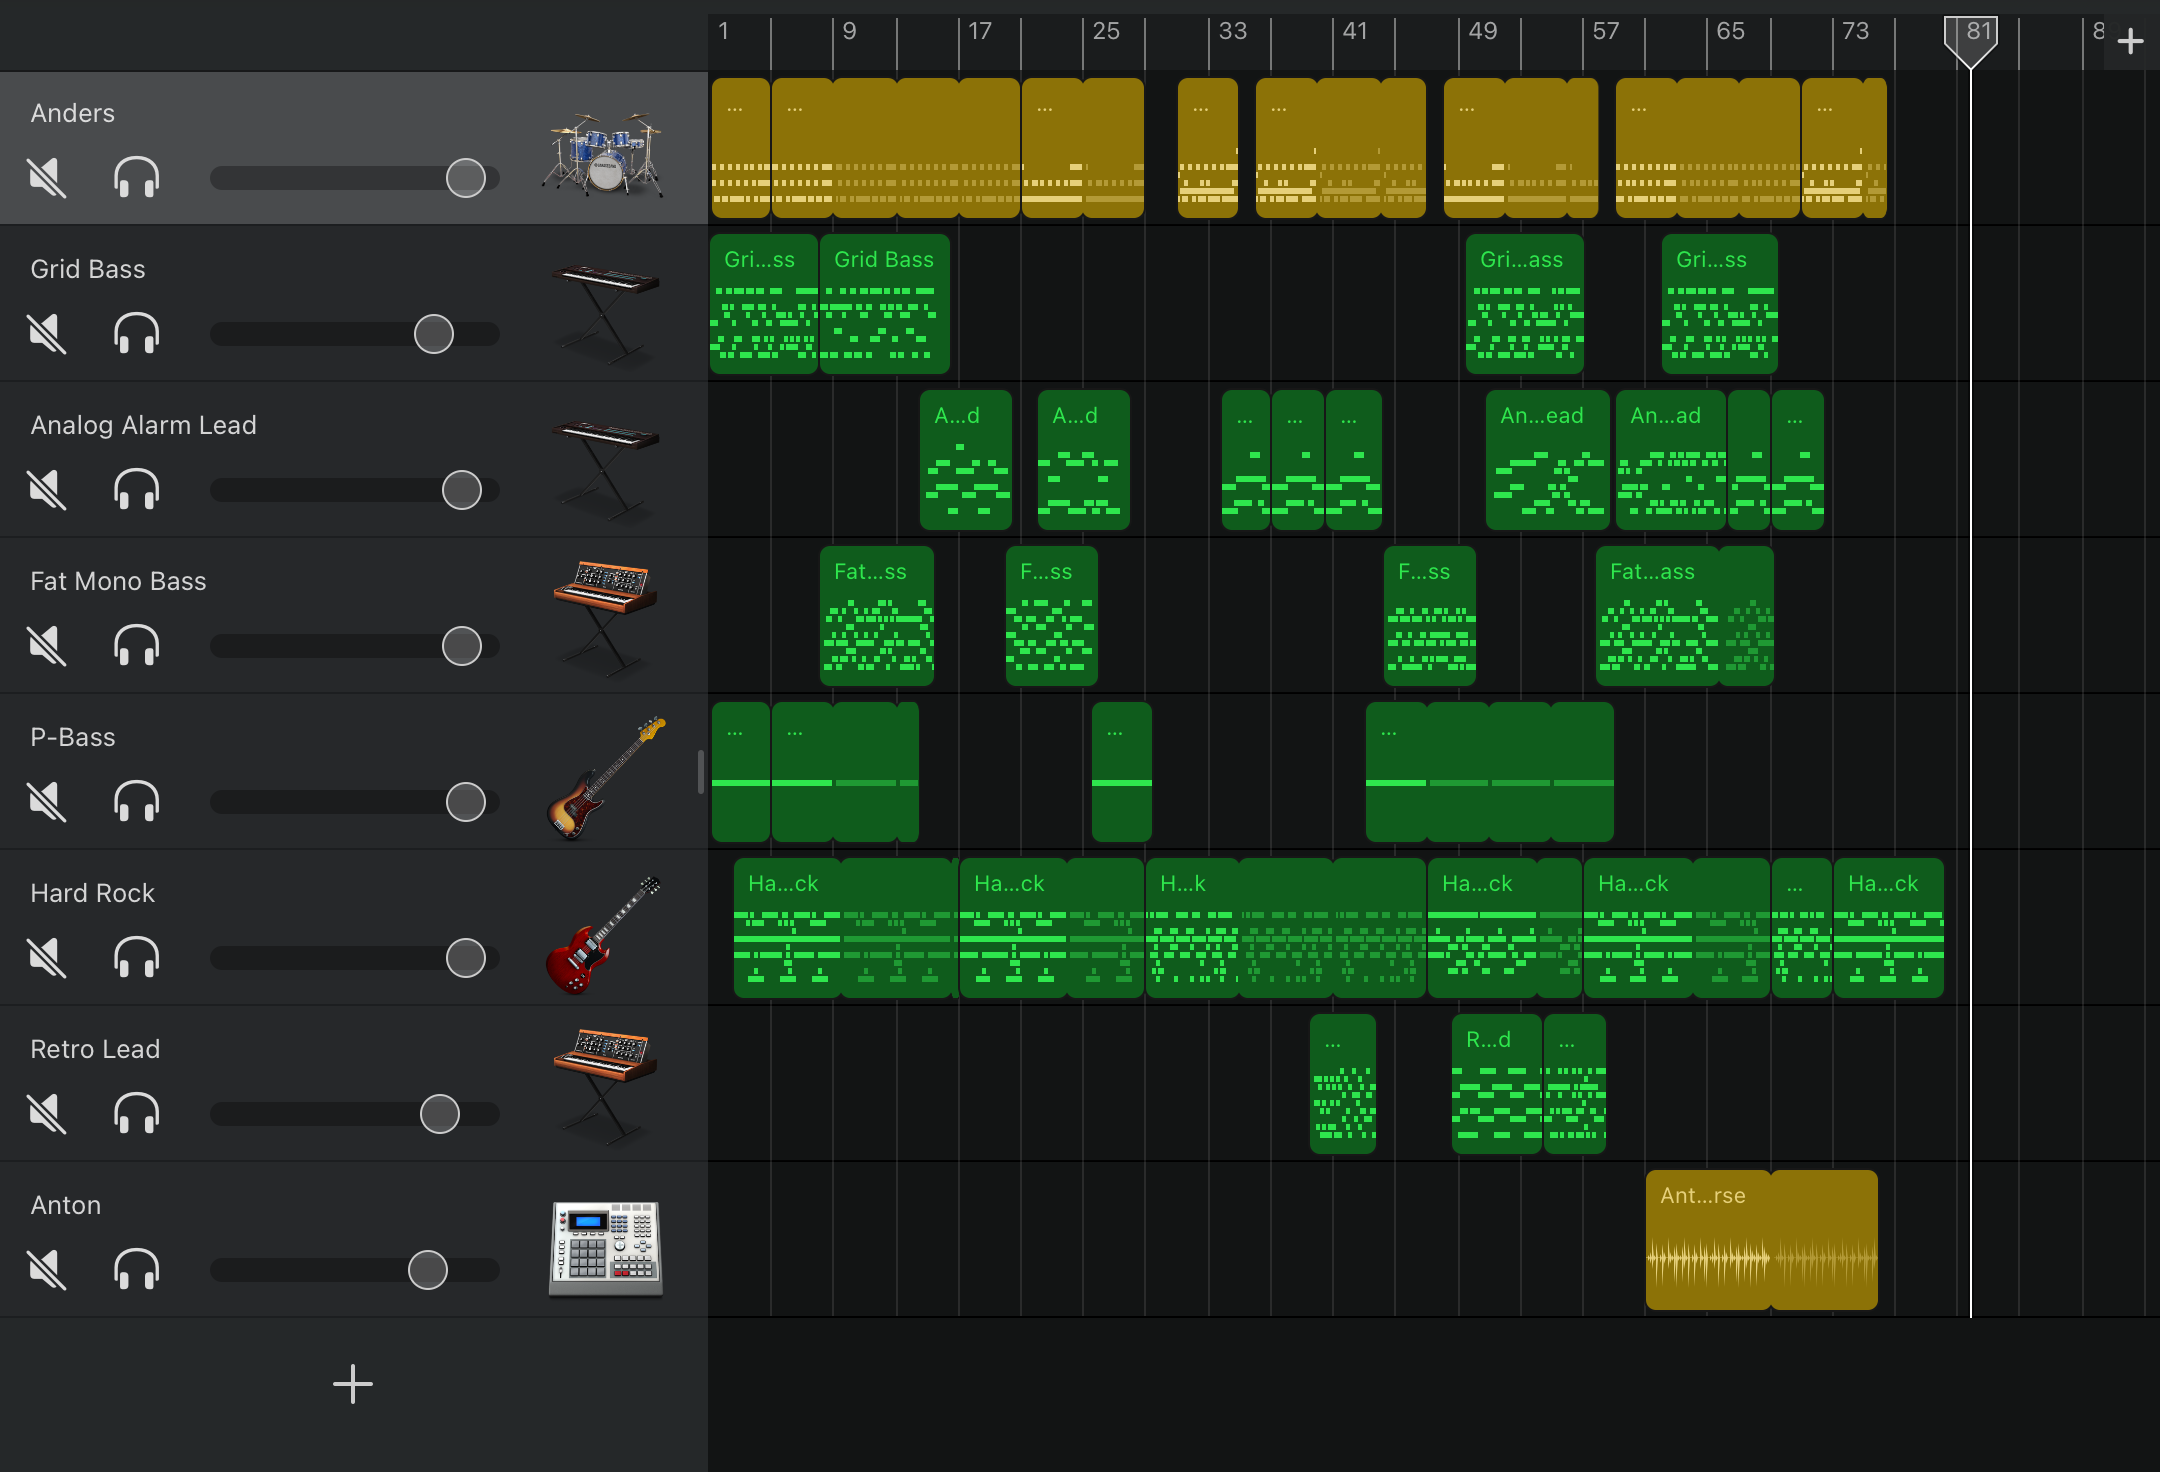 1 9 17 25 33 41 49 57 65 73 81 8
Anders
... ... ... ... ... ... ... ...
Grid Bass
Gri...ss Grid Bass Gri...ass Gri...ss
Analog Alarm Lead
A...d A...d ... ... ... An...ead An...ad ...
Fat Mono Bass
Fat...ss F...ss F...ss Fat...ass
P-Bass
... ... ... ...
Hard Rock
Ha...ck Ha...ck H...k Ha...ck Ha...ck ... Ha...ck
Retro Lead
... R...d ...
Anton
Ant...rse